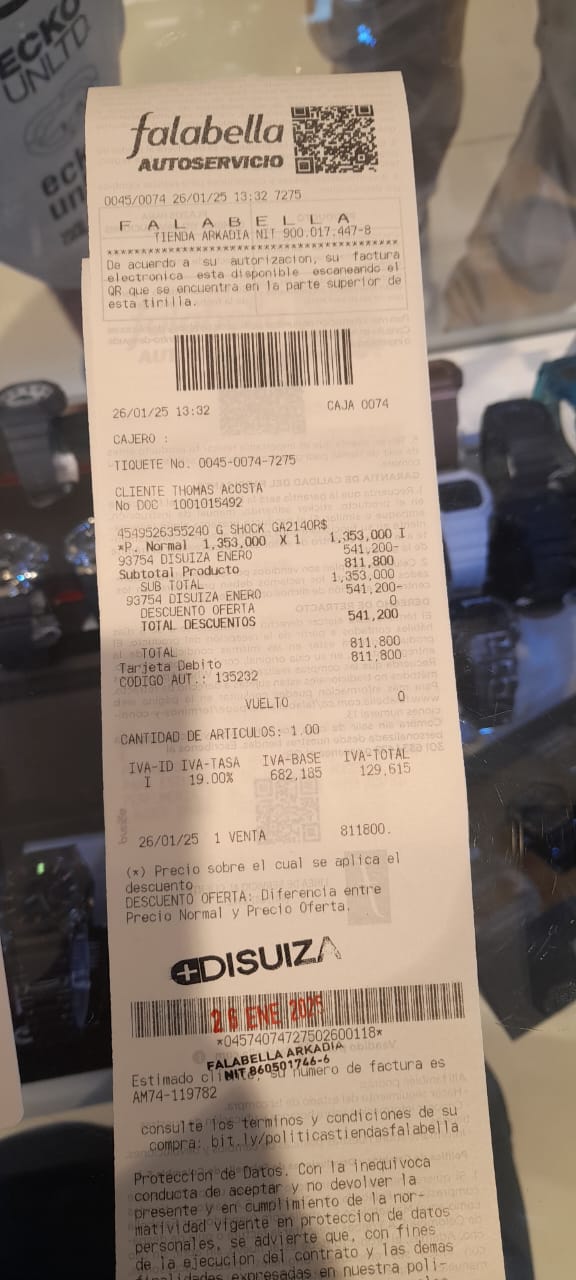 ECKO
UNLTD
falabella
AUTOSERVICIO
0045/0074 26/01/25 13:32 7275
F A L A B E L L A
TIENDA ARKADIA NIT 900.017.447-8
De acuerdo a su autorizacion, su factura
electronica esta disponible escaneando el
QR que se encuentra en la parte superior de
esta tirilla.
26/01/25 13:32 CAJA 0074
CAJERO :
TIQUETE No. 0045-0074-7275
CLIENTE THOMAS ACOSTA
No DOC 1001015492
4549526355240 G SHOCK GA2140R$
*P. Normal 1,353,000 X 1 1,353,000 I
93754 DISUIZA ENERO 541,200-
Subtotal Producto 811,800
SUB TOTAL 1,353,000
93754 DISUIZA ENERO 541,200-
DESCUENTO OFERTA 0
TOTAL DESCUENTOS 541,200
TOTAL 811,800
Tarjeta Debito 811,800
CODIGO AUT.: 135232
VUELTO 0
CANTIDAD DE ARTICULOS: 1.00
IVA-ID IVA-TASA IVA-BASE IVA-TOTAL
I 19.00% 682,185 129,615
26/01/25 1 VENTA 811800.
(*) Precio sobre el cual se aplica el
descuento
DESCUENTO OFERTA: Diferencia entre
Precio Normal y Precio Oferta.
DISUIZA
26 ENE 2025
*04574074727502600118*
FALABELLA ARKADIA
NIT 860501746-6
Estimado cliente, su numero de factura es
AM74-119782
consulte los terminos y condiciones de su
compra: bit.ly/politicastiendasfalabella
Proteccion de Datos. Con la inequivoca
conducta de aceptar y no devolver la
presente y en cumplimiento de la nor-
matividad vigente en proteccion de datos
personales, se advierte que, con fines
de la ejecucion del contrato y las demas
finalidades expresadas en nuestra poli-